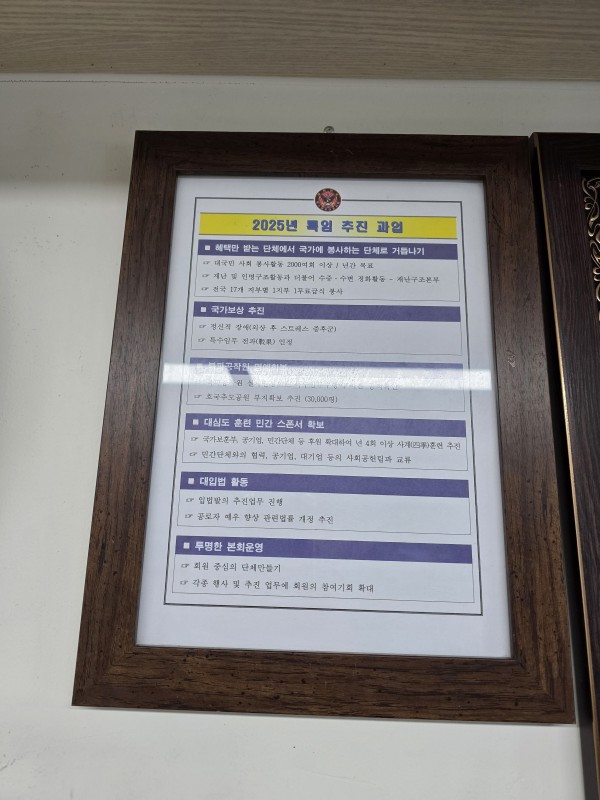 2025년 특임 추진 과업
■ 혜택만 받는 단체에서 국가에 봉사하는 단체로 거듭나기
☞ 대국민 사회 봉사활동 2000여회 이상 / 년간 목표
☞ 재난 및 인명구조활동과 더불어 수중·수변 정화활동 - 재난구조본부
☞ 전국 17개 지부별 1지부 1무료급식 봉사
■ 국가보상 추진
☞ 정신적 장애(외상 후 스트레스 증후군)
☞ 특수임무 전과(戰果) 인정
■ 북파공작원
☞ 호국추모공원 부지확보 추진 (30,000평)
■ 대심도 훈련 민간 스폰서 확보
☞ 국가보훈부, 공기업, 민간단체 등 후원 확대하여 년 4회 이상 사계(四季)훈련 추진
☞ 민간단체와의 협력, 공기업, 대기업 등의 사회공헌팀과 교류
■ 대입법 활동
☞ 입법발의 추진업무 진행
☞ 공로자 예우 향상 관련법률 개정 추진
■ 투명한 본회운영
☞ 회원 중심의 단체만들기
☞ 각종 행사 및 추진 업무에 회원의 참여기회 확대